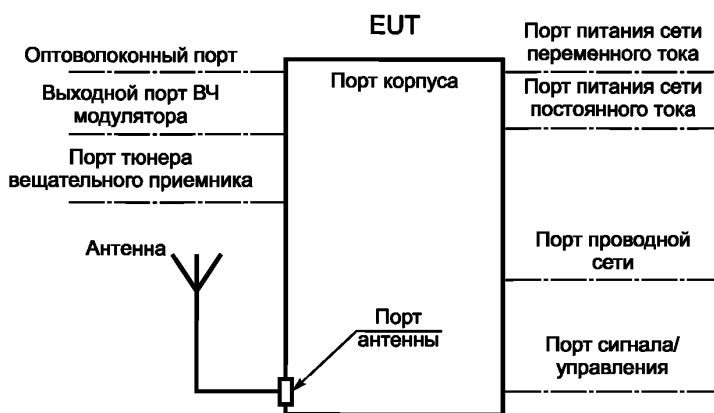 EUT
Оптоволоконный порт
Выходной порт ВЧ
модулятора
Порт тюнера
вещательного приемника
Антенна
Порт корпуса
Порт
антенны
Порт питания сети
переменного тока
Порт питания сети
постоянного тока
Порт проводной
сети
Порт сигнала/
управления